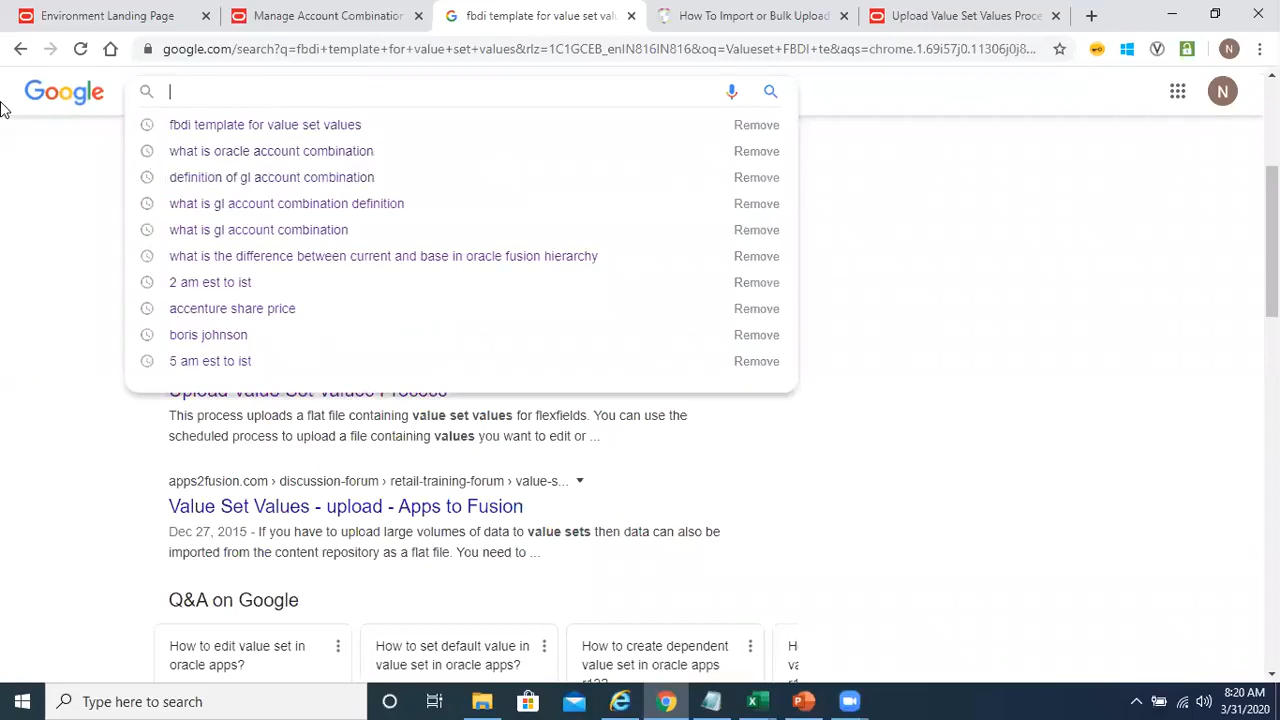 Environment Landing Page
Manage Account Combination
fbdi template for value set valu
How To Import or Bulk Upload
Upload Value Set Values Proce
google.com/search?q=fbdi+template+for+value+set+values&rlz=1C1GCEB_enIN816IN816&oq=Valueset+FBDI+te&aqs=chrome.1.69i57j0.11306j0j8...
N
Google
N
fbdi template for value set values Remove
what is oracle account combination Remove
definition of gl account combination Remove
what is gl account combination definition Remove
what is gl account combination Remove
what is the difference between current and base in oracle fusion hierarchy Remove
2 am est to ist Remove
accenture share price Remove
boris johnson Remove
5 am est to ist Remove
Upload Value Set Values Process
This process uploads a flat file containing value set values for flexfields. You can use the
scheduled process to upload a file containing values you want to edit or ...
apps2fusion.com › discussion-forum › retail-training-forum › value-s...
Value Set Values - upload - Apps to Fusion
Dec 27, 2015 - If you have to upload large volumes of data to value sets then data can also be
imported from the content repository as a flat file. You need to ...
Q&A on Google
How to edit value set in
oracle apps?
How to set default value in
value set in oracle apps?
How to create dependent
value set in oracle apps
Type here to search
8:20 AM
3/31/2020